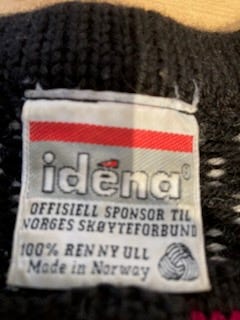 idéna®
OFFISIELL SPONSOR TIL
NORGES SKØYTEFORBUND
100% REN NY ULL
Made in Norway